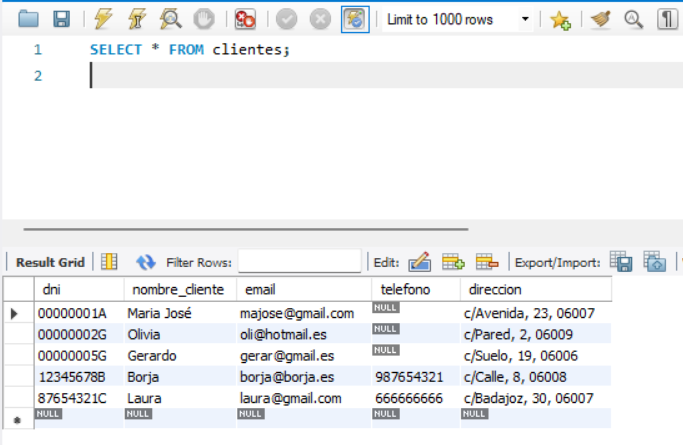 Limit to 1000 rows
1 SELECT * FROM clientes;
2
Result Grid Filter Rows: Edit: Export/Import:
dni nombre_cliente email telefono direccion
00000001A Maria José majose@gmail.com NULL c/Avenida, 23, 06007
00000002G Olivia oli@hotmail.es NULL c/Pared, 2, 06009
00000005G Gerardo gerar@gmail.es NULL c/Suelo, 19, 06006
12345678B Borja borja@borja.es 987654321 c/Calle, 8, 06008
87654321C Laura laura@gmail.com 666666666 c/Badajoz, 30, 06007
NULL NULL NULL NULL NULL